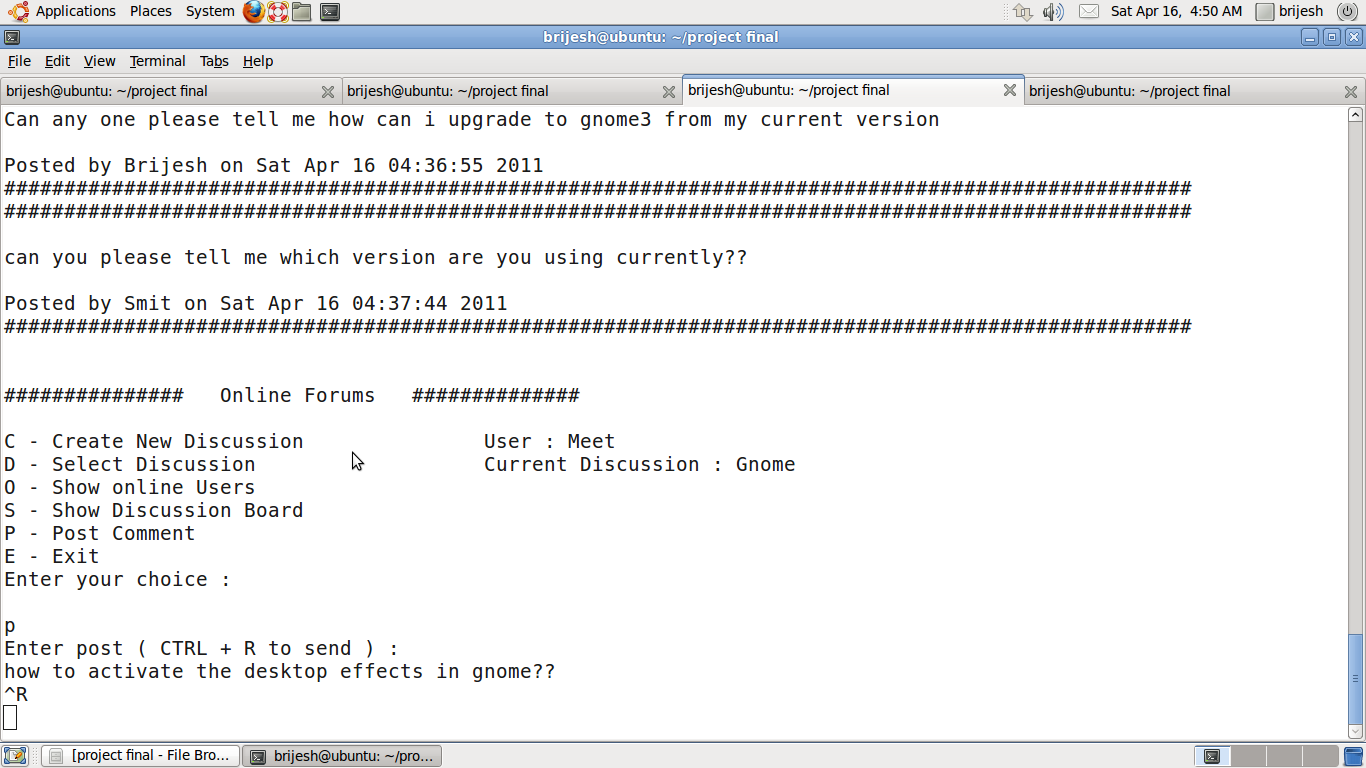 Applications Places System Sat Apr 16, 4:50 AM brijesh
brijesh@ubuntu: ~/project final
File Edit View Terminal Tabs Help
brijesh@ubuntu: ~/project final brijesh@ubuntu: ~/project final brijesh@ubuntu: ~/project final brijesh@ubuntu: ~/project final
Can any one please tell me how can i upgrade to gnome3 from my current version
Posted by Brijesh on Sat Apr 16 04:36:55 2011
###################################################################################################
###################################################################################################
can you please tell me which version are you using currently??
Posted by Smit on Sat Apr 16 04:37:44 2011
###################################################################################################
############### Online Forums ##############
C - Create New Discussion User : Meet
D - Select Discussion Current Discussion : Gnome
O - Show online Users
S - Show Discussion Board
P - Post Comment
E - Exit
Enter your choice :
p
Enter post ( CTRL + R to send ) :
how to activate the desktop effects in gnome??
^R
[project final - File Bro... brijesh@ubuntu: ~/pro...